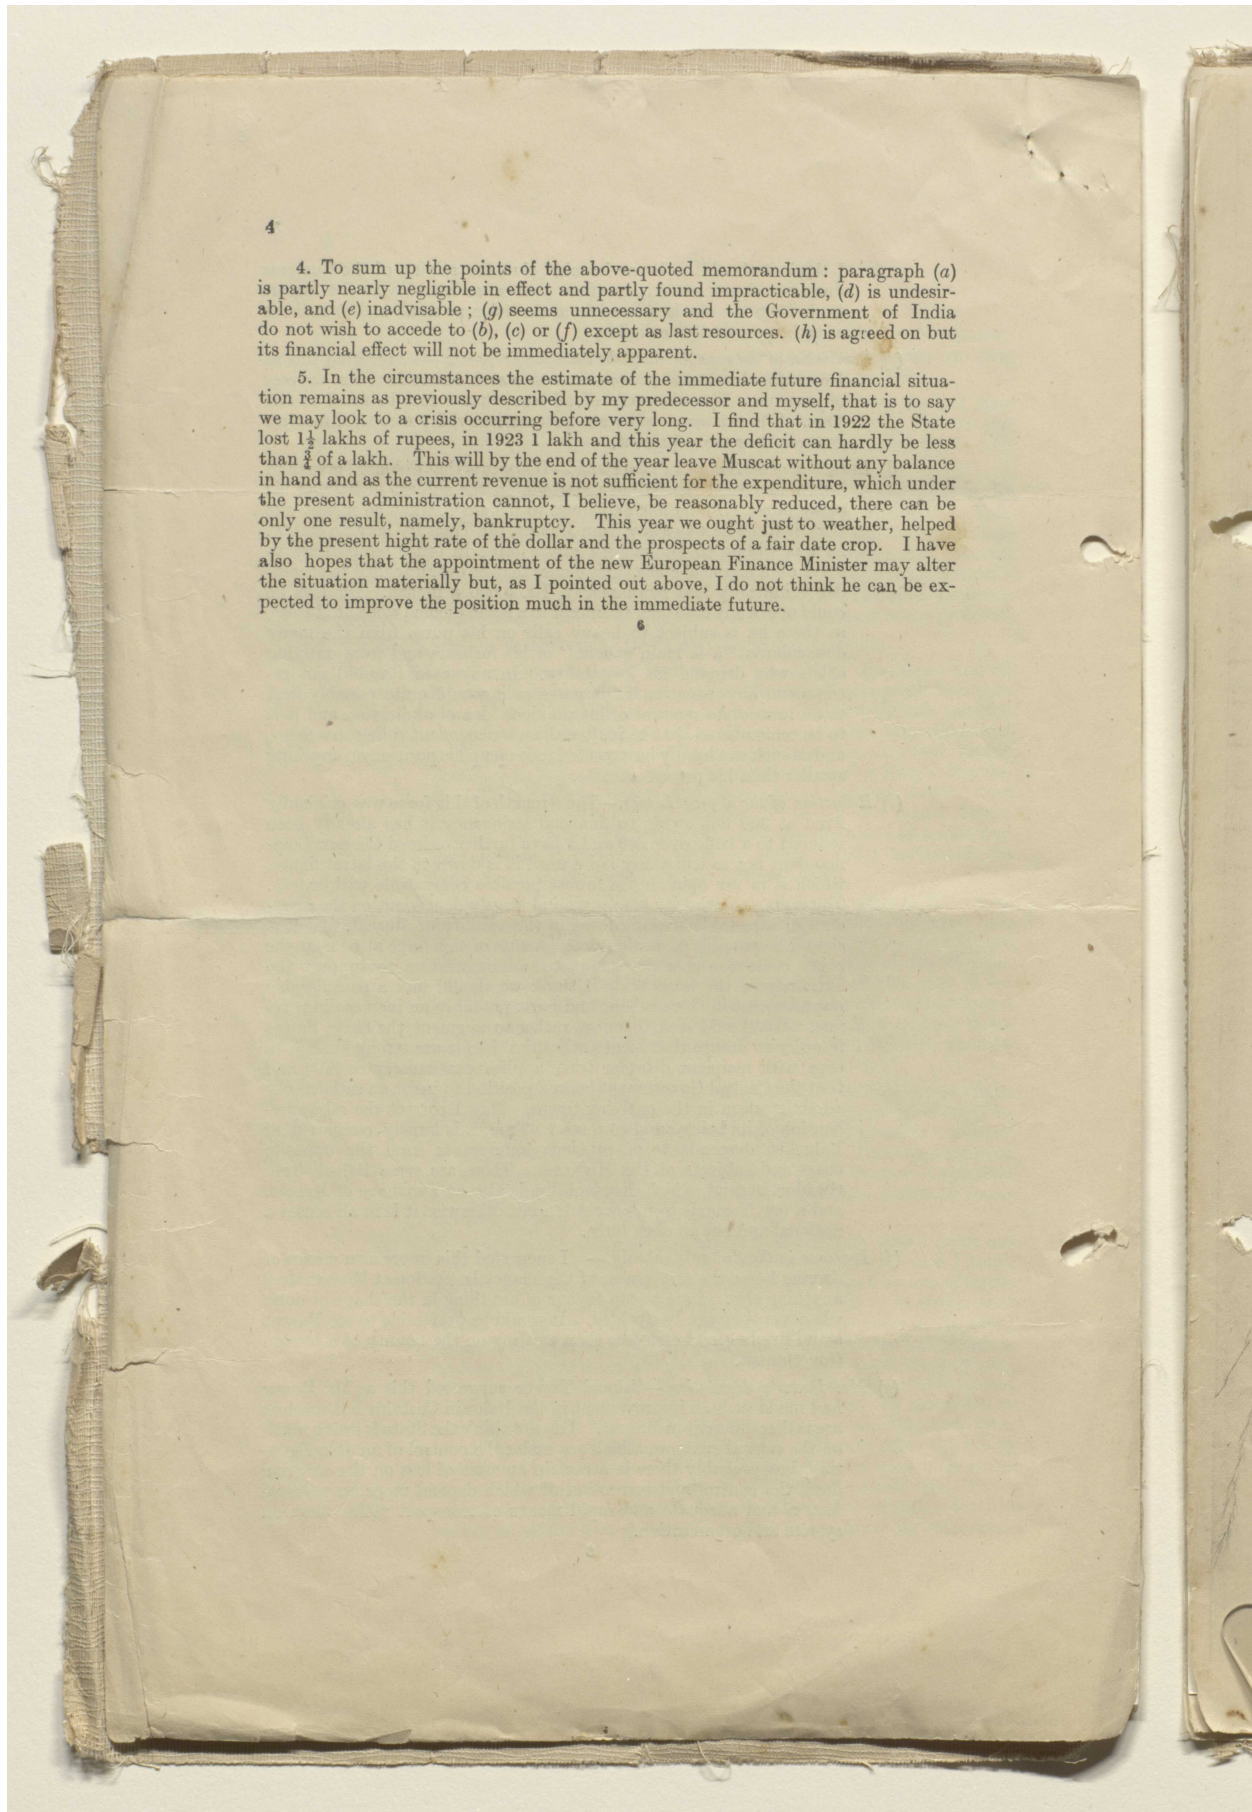 4
4. To sum up the points of the above-quoted memorandum : paragraph (a)
is partly nearly negligible in effect and partly found impracticable, (d) is undesir-
able, and (e) inadvisable ; (g) seems unnecessary and the Government of India
do not wish to accede to (b), (c) or (f) except as last resources. (h) is agreed on but
its financial effect will not be immediately apparent.
5. In the circumstances the estimate of the immediate future financial situa-
tion remains as previously described by my predecessor and myself, that is to say
we may look to a crisis occurring before very long. I find that in 1922 the State
lost 1½ lakhs of rupees, in 1923 1 lakh and this year the deficit can hardly be less
than ¾ of a lakh. This will by the end of the year leave Muscat without any balance
in hand and as the current revenue is not sufficient for the expenditure, which under
the present administration cannot, I believe, be reasonably reduced, there can be
only one result, namely, bankruptcy. This year we ought just to weather, helped
by the present hight rate of the dollar and the prospects of a fair date crop. I have
also hopes that the appointment of the new European Finance Minister may alter
the situation materially but, as I pointed out above, I do not think he can be ex-
pected to improve the position much in the immediate future.
6